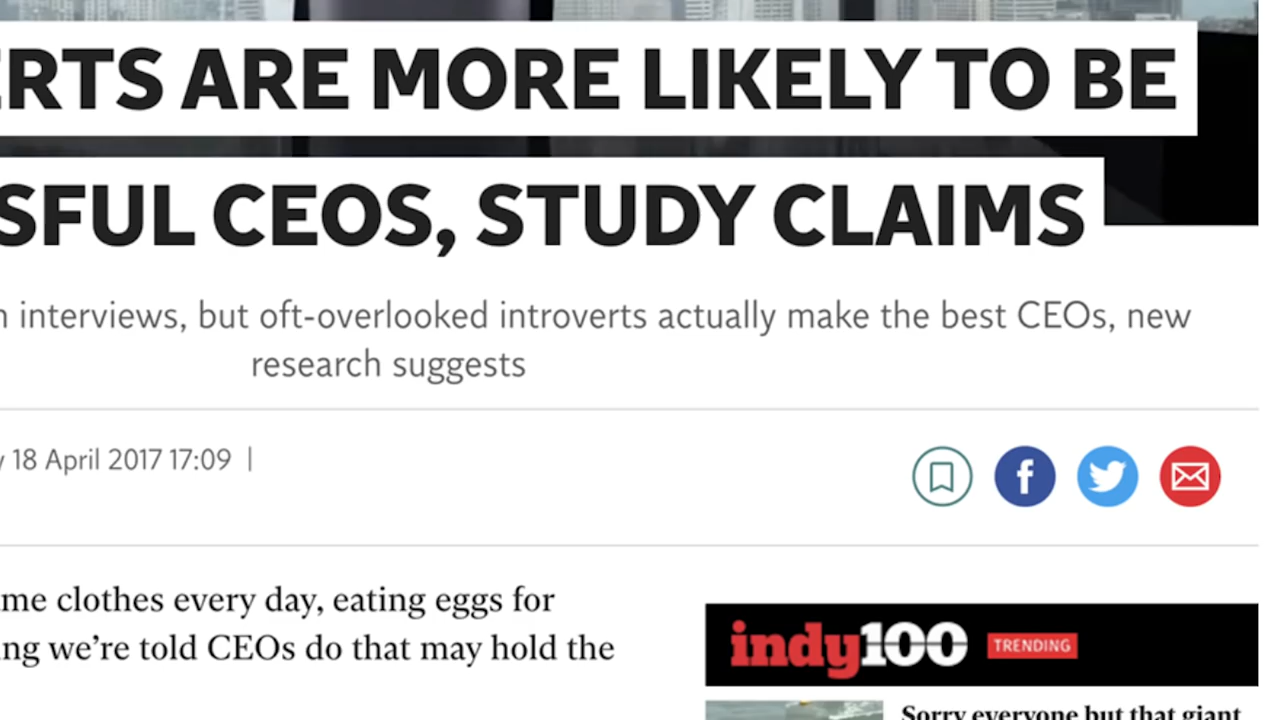 ERTS ARE MORE LIKELY TO BE
SFUL CEOS, STUDY CLAIMS
n interviews, but oft-overlooked introverts actually make the best CEOs, new
research suggests
y 18 April 2017 17:09 |
me clothes every day, eating eggs for
ing we're told CEOs do that may hold the
indy100 TRENDING
Sorry everyone but that giant